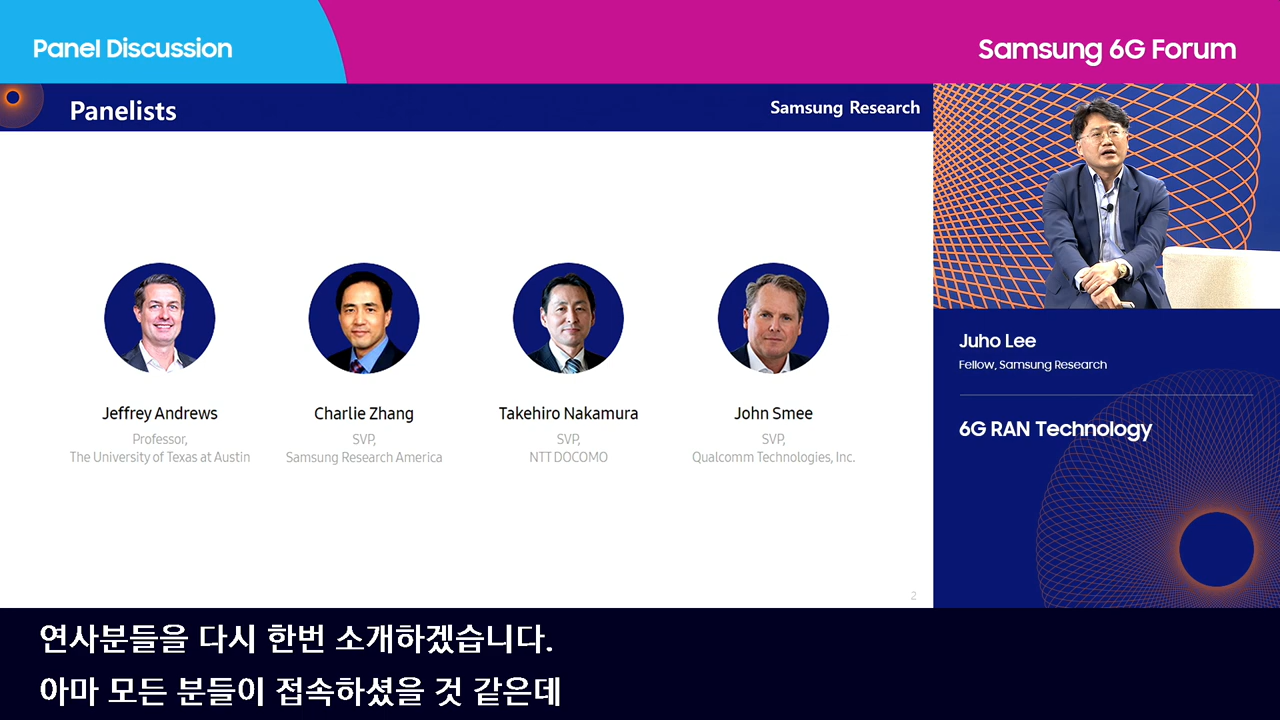 Panel Discussion
Samsung 6G Forum
Panelists
Samsung Research
Jeffrey Andrews
Professor,
The University of Texas at Austin
Charlie Zhang
SVP,
Samsung Research America
Takehiro Nakamura
SVP,
NTT DOCOMO
John Smee
SVP,
Qualcomm Technologies, Inc.
2
Juho Lee
Fellow, Samsung Research
6G RAN Technology
연사분들을 다시 한번 소개하겠습니다.
아마 모든 분들이 접속하셨을 것 같은데